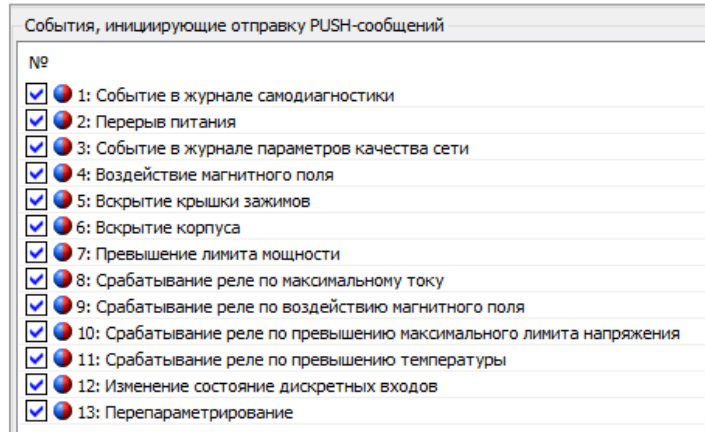 События, инициирующие отправку PUSH-сообщений
№
1: Событие в журнале самодиагностики
2: Перерыв питания
3: Событие в журнале параметров качества сети
4: Воздействие магнитного поля
5: Вскрытие крышки зажимов
6: Вскрытие корпуса
7: Превышение лимита мощности
8: Срабатывание реле по максимальному току
9: Срабатывание реле по воздействию магнитного поля
10: Срабатывание реле по превышению максимального лимита напряжения
11: Срабатывание реле по превышению температуры
12: Изменение состояние дискретных входов
13: Перепараметрирование